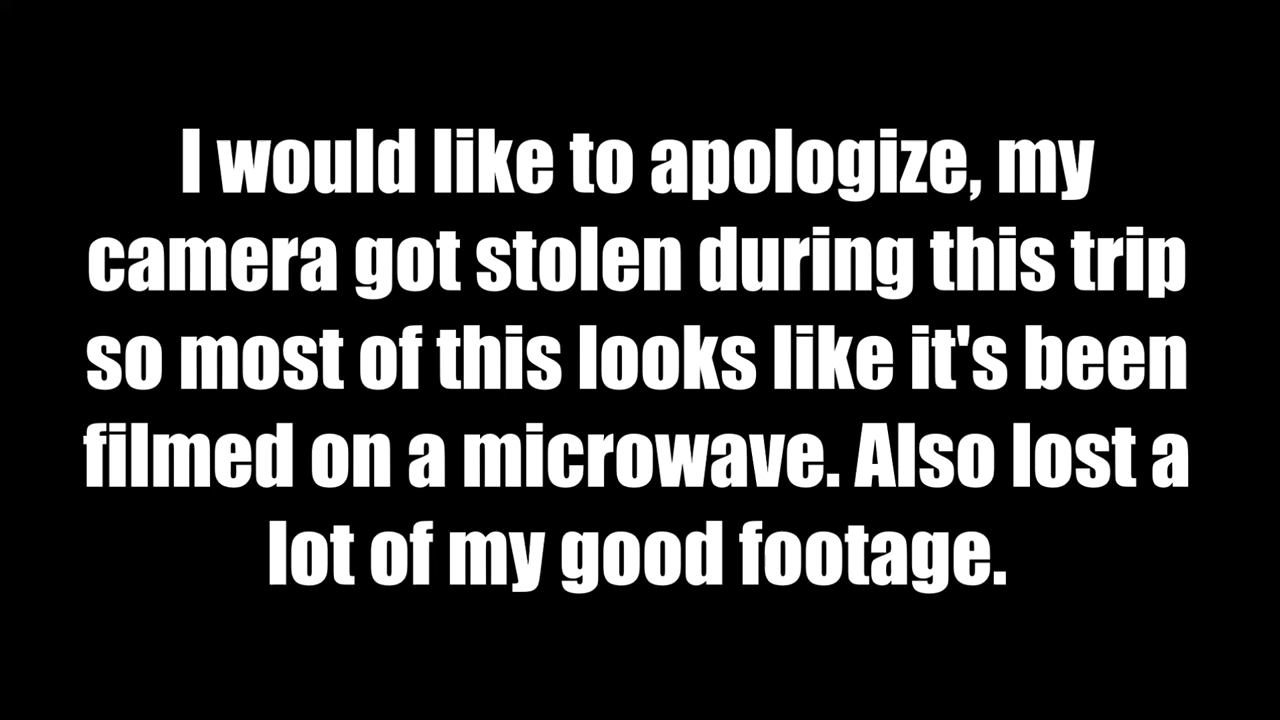 I would like to apologize, my
camera got stolen during this trip
so most of this looks like it's been
filmed on a microwave. Also lost a
lot of my good footage.